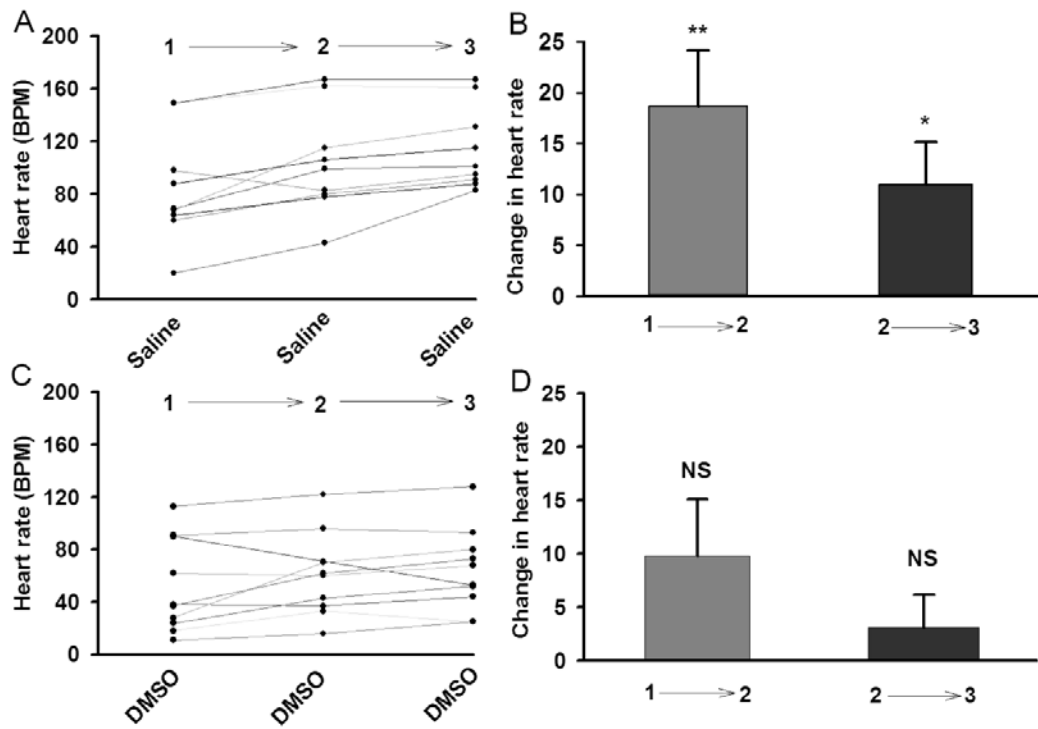 A
Heart rate (BPM)
200
160
120
80
40
0
1 2 3
Saline Saline Saline
B
Change in heart rate
25
20
15
10
5
0
**
*
1 2 2 3
C
Heart rate (BPM)
200
160
120
80
40
0
1 2 3
DMSO DMSO DMSO
D
Change in heart rate
25
20
15
10
5
0
NS
NS
1 2 2 3